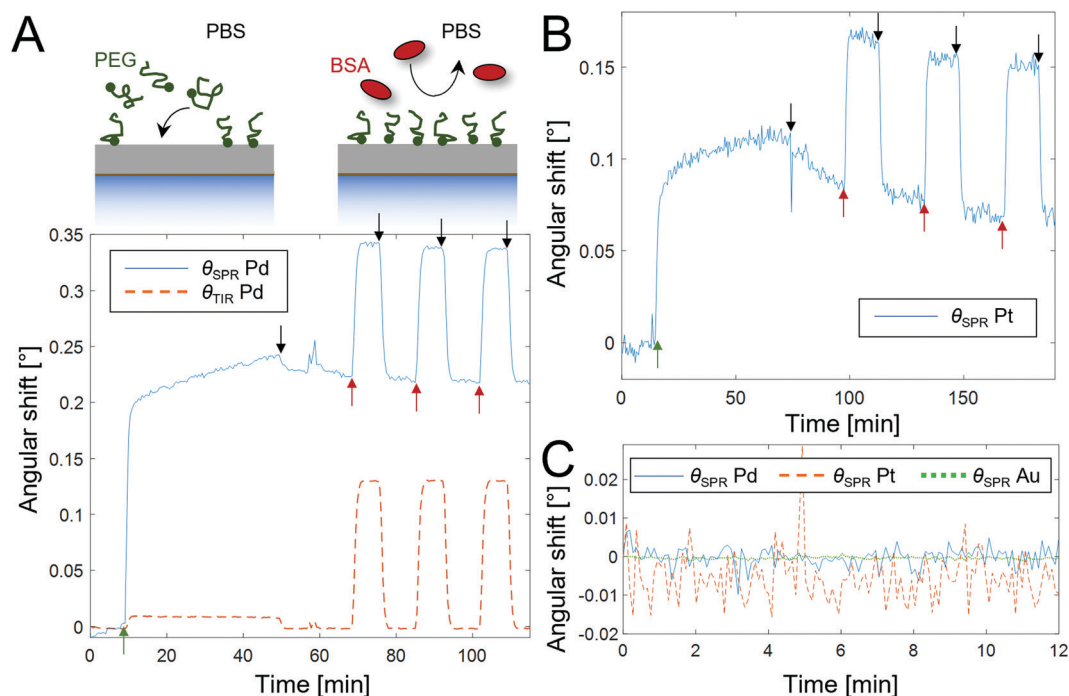 A
PBS
PEG
PBS
BSA
0.35
0.3
0.25
0.2
0.15
0.1
0.05
0
Angular shift [°]
θSPR Pd
θTIR Pd
0 20 40 60 80 100
Time [min]
B
0.15
0.1
0.05
0
Angular shift [°]
θSPR Pt
0 50 100 150
Time [min]
C
0.02
0.01
0
-0.01
-0.02
Angular shift [°]
θSPR Pd θSPR Pt θSPR Au
0 2 4 6 8 10 12
Time [min]